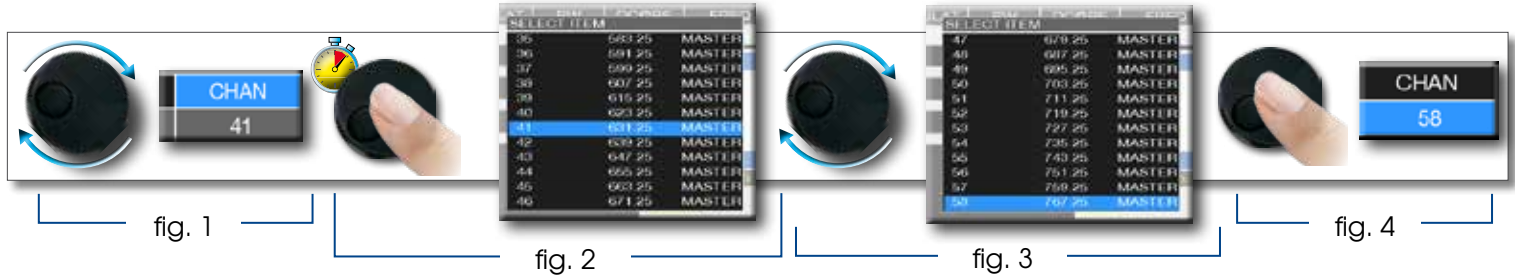 CHAN
41
SELECT ITEM
35 583.25 MASTER
36 591.25 MASTER
37 599.25 MASTER
38 607.25 MASTER
39 615.25 MASTER
40 623.25 MASTER
41 631.25 MASTER
42 639.25 MASTER
43 647.25 MASTER
44 655.25 MASTER
45 663.25 MASTER
46 671.25 MASTER
SELECT ITEM
47 679.25 MASTER
48 687.25 MASTER
49 695.25 MASTER
50 703.25 MASTER
51 711.25 MASTER
52 719.25 MASTER
53 727.25 MASTER
54 735.25 MASTER
55 743.25 MASTER
56 751.25 MASTER
57 759.25 MASTER
58 767.25 MASTER
CHAN
58
fig. 1
fig. 2
fig. 3
fig. 4